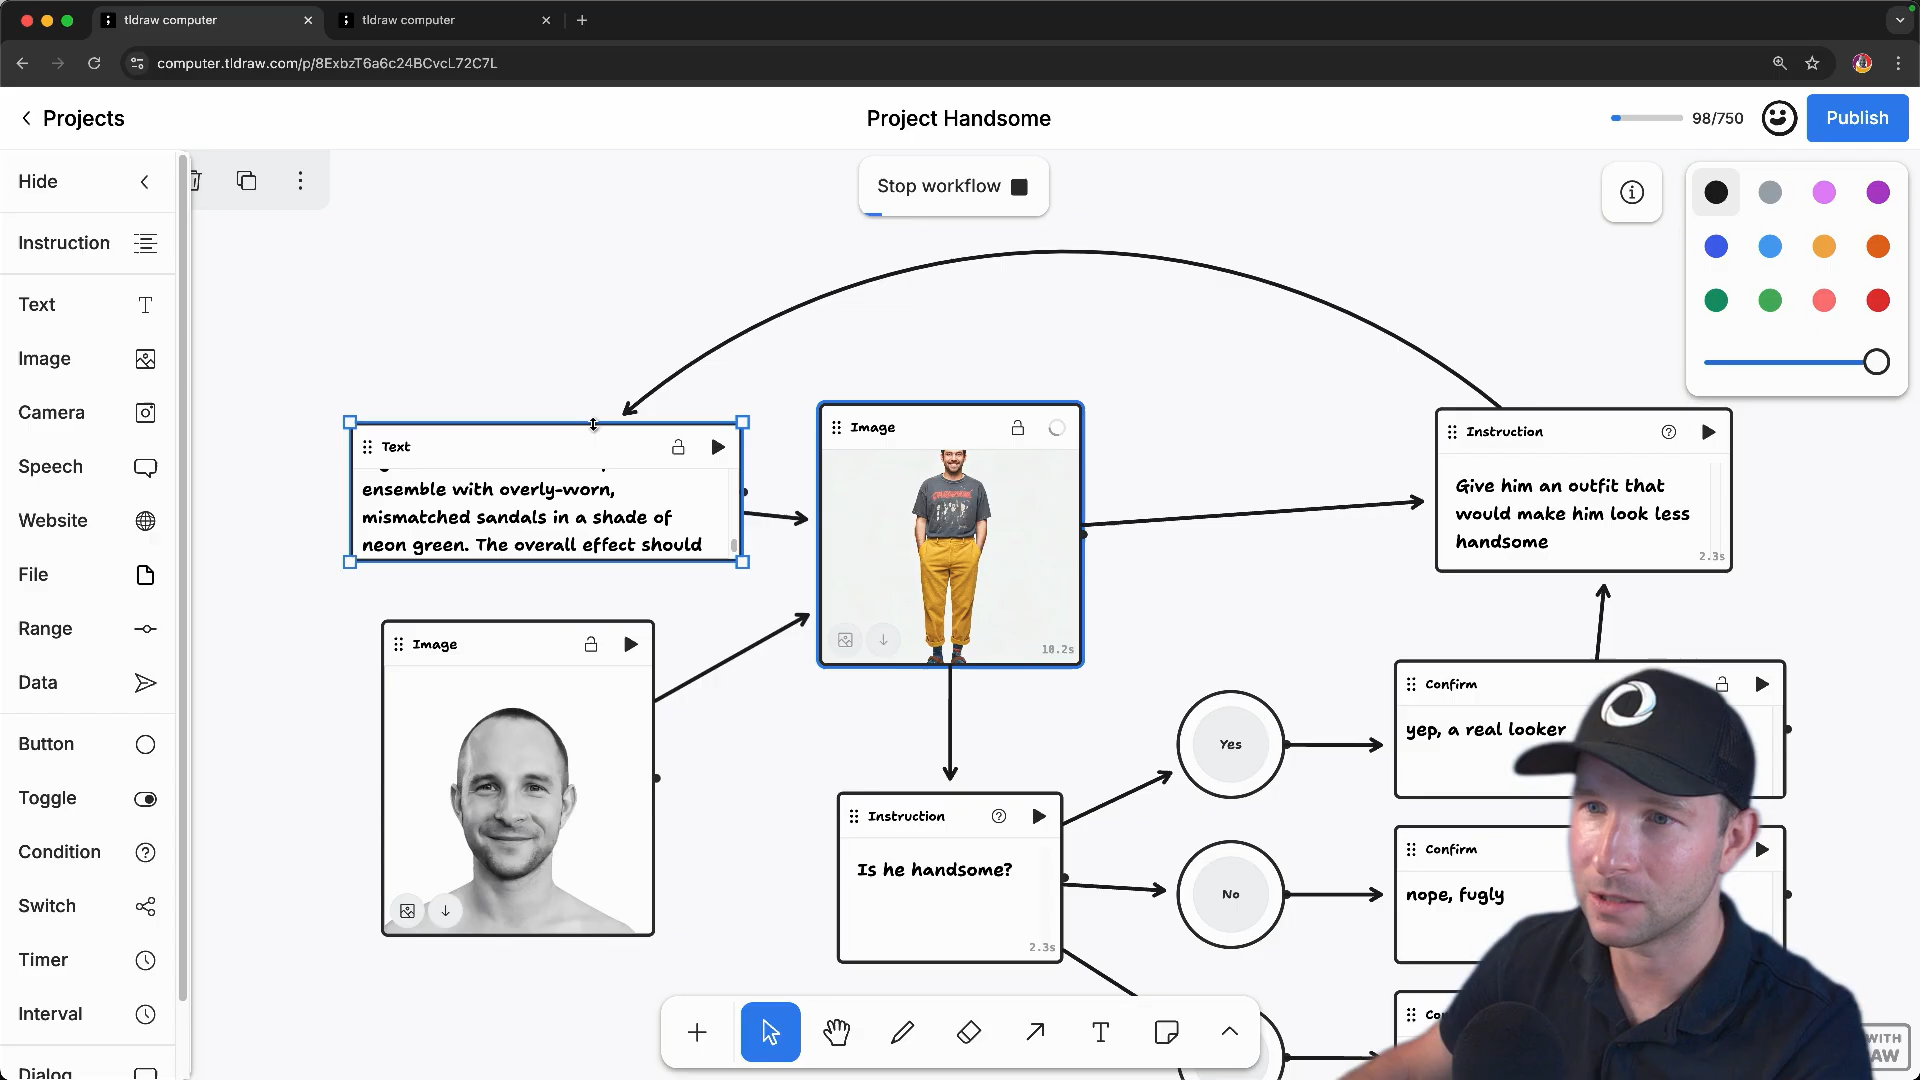 tldraw computer
tldraw computer
computer.tldraw.com/p/8ExbzT6a6c24BCvcL72C7L
Projects
Project Handsome
98/750
Publish
Hide
Stop workflow
Instruction
Text
Image
Camera
Speech
Website
File
Range
Data
Button
Toggle
Condition
Switch
Timer
Interval
Dialog
Text
ensemble with overly-worn,
mismatched sandals in a shade of
neon green. The overall effect should
Image
10.2s
Instruction
Give him an outfit that
would make him look less
handsome
2.3s
Image
Confirm
yep, a real looker
Yes
Instruction
Is he handsome?
2.3s
Confirm
nope, fugly
No
Co
WITH
AW